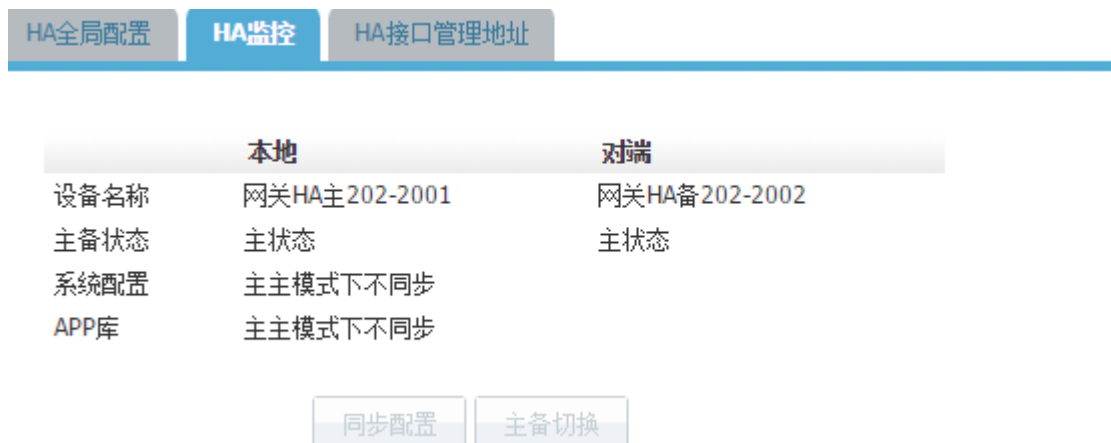 HA全局配置 HA监控 HA接口管理地址
本地 对端
设备名称 网关HA主202-2001 网关HA备202-2002
主备状态 主状态 主状态
系统配置 主主模式下不同步
APP库 主主模式下不同步
同步配置 主备切换